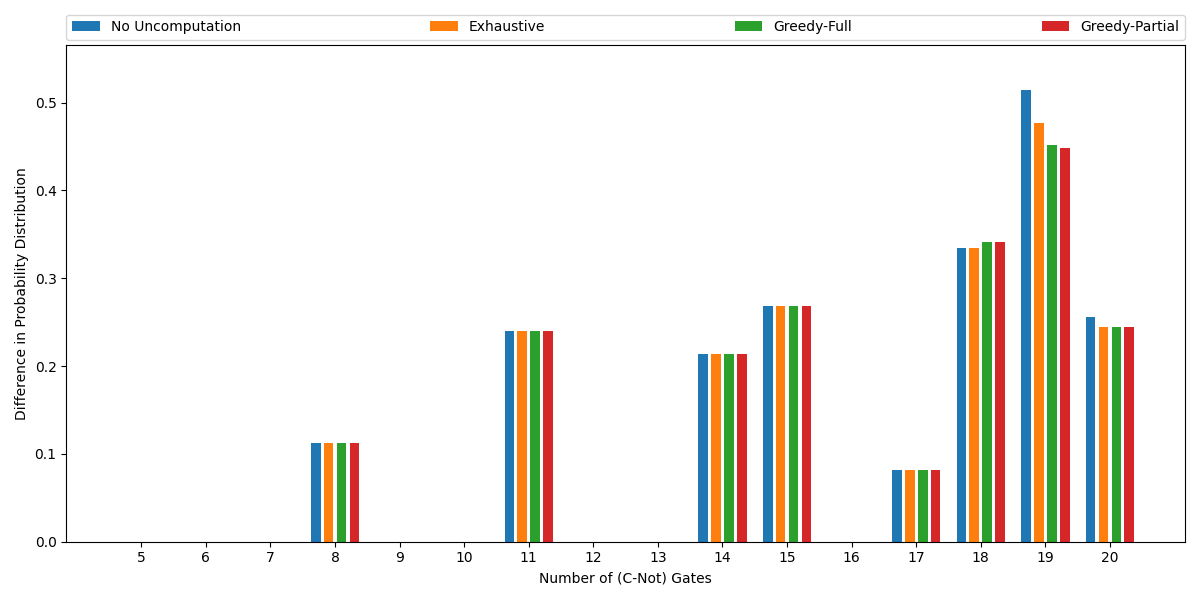 No Uncomputation Exhaustive Greedy-Full Greedy-Partial
Difference in Probability Distribution
0.5
0.4
0.3
0.2
0.1
0.0
5 6 7 8 9 10 11 12 13 14 15 16 17 18 19 20
Number of (C-Not) Gates